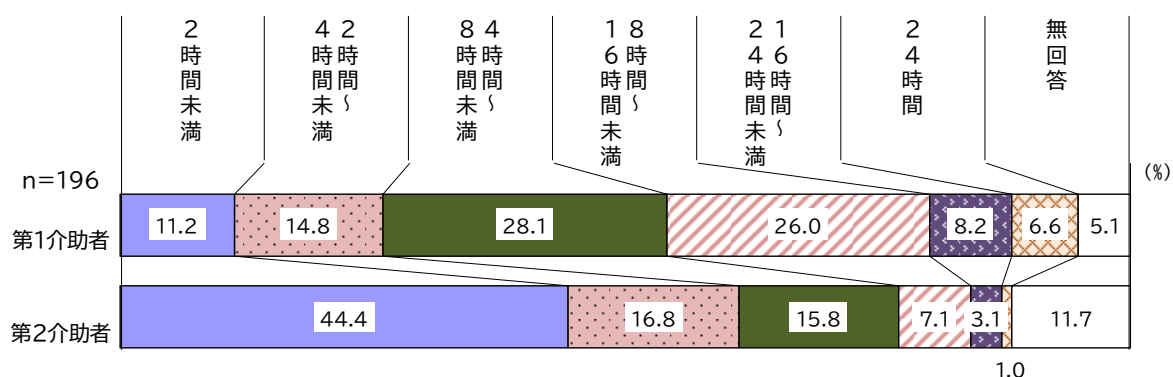 2時間未満
2時間~
4時間未満
4時間~
8時間未満
8時間~
16時間未満
16時間~
24時間未満
24時間
無回答
(%)
n=196
第1介助者
11.2
14.8
28.1
26.0
8.2
6.6
5.1
第2介助者
44.4
16.8
15.8
7.1
3.1
11.7
1.0